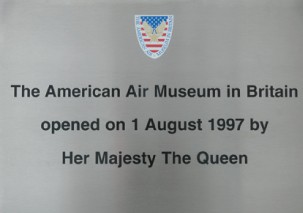 The American Air Museum in Britain
opened on 1 August 1997 by
Her Majesty The Queen